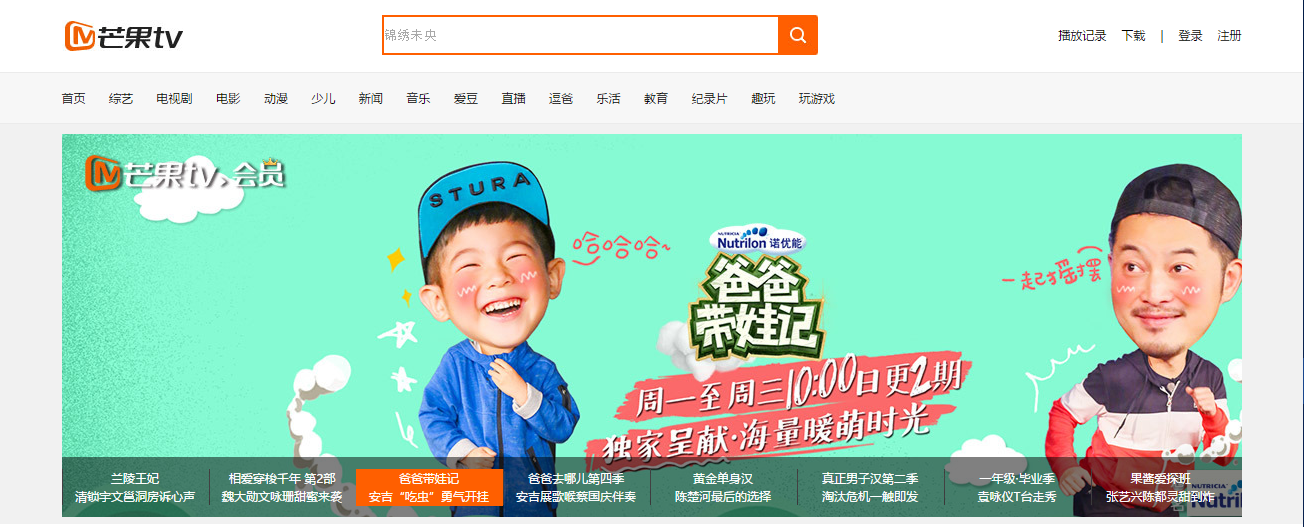 芒果tv
锦绣未央
播放记录 下载 | 登录 注册
首页 综艺 电视剧 电影 动漫 少儿 新闻 音乐 爱豆 直播 逗爸 乐活 教育 纪录片 趣玩 玩游戏
芒果tv、会员
STURA
哈哈哈~
NUTRICIA
Nutrilon 诺优能
爸爸
带娃记
一起摇摆
周一至周三10:00日更2期
独家呈献·海量暖萌时光
兰陵王妃
清锁宇文邕洞房诉心声
相爱穿梭千年 第2部
魏大勋文咏珊甜蜜来袭
爸爸带娃记
安吉“吃虫”勇气开挂
爸爸去哪儿第四季
安吉展歌喉蔡国庆伴奏
黄金单身汉
陈楚河最后的选择
真正男子汉第二季
淘汰危机一触即发
一年级·毕业季
袁咏仪T台走秀
果酱爱探班
张艺兴陈都灵甜到炸
NUTRICIA